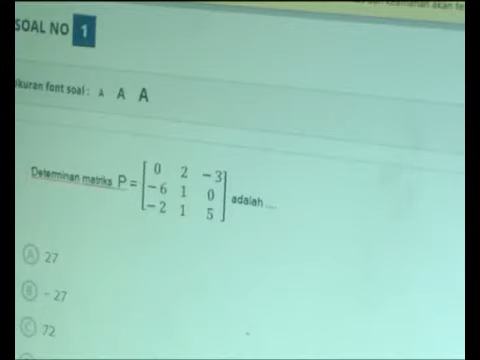 SOAL NO 1
ukuran font soal : A A A
Determinan matriks P = [0 2 −3
−6 1 0
−2 1 5] adalah ....
A 27
B - 27
C 72